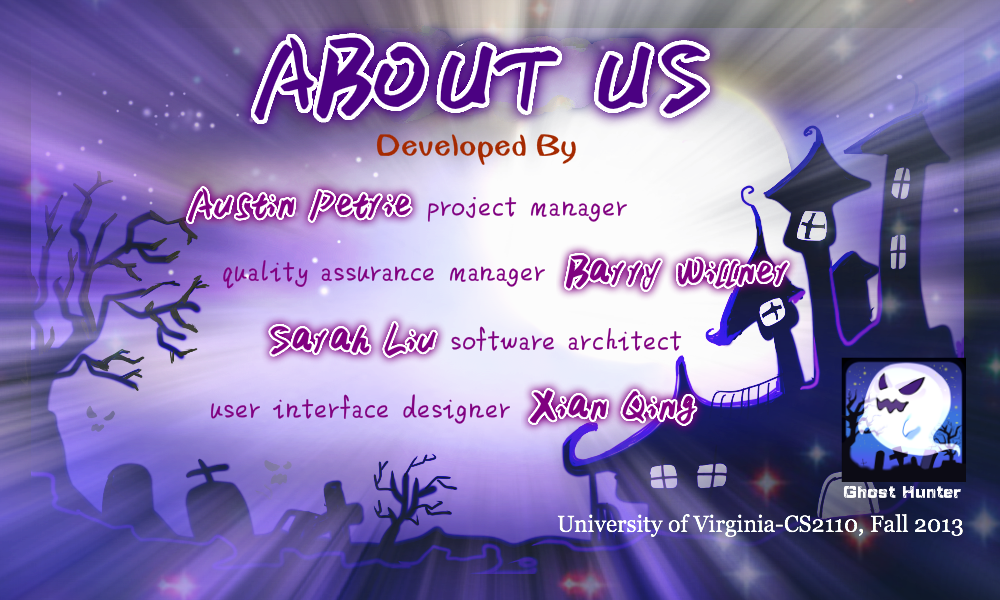 ABOUT US
Developed By
Austin Petrie project manager
quality assurance manager Barry Willner
Sarah Liu software architect
user interface designer Xian Qing
Ghost Hunter
University of Virginia-CS2110, Fall 2013